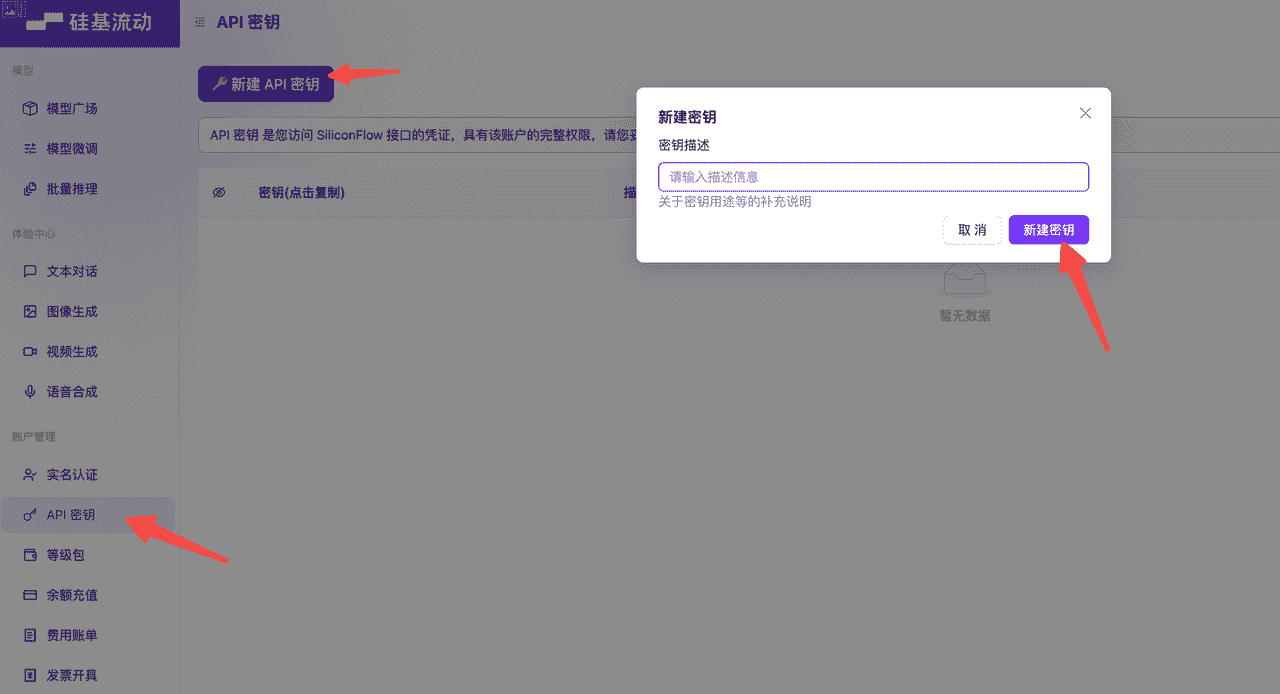 硅基流动
API 密钥
模型
模型广场
模型微调
批量推理
体验中心
文本对话
图像生成
视频生成
语音合成
账户管理
实名认证
API 密钥
等级包
余额充值
费用账单
发票开具
新建 API 密钥
API 密钥 是您访问 SiliconFlow 接口的凭证，具有该账户的完整权限，请您
密钥(点击复制)
新建密钥
密钥描述
请输入描述信息
关于密钥用途等的补充说明
取 消
新建密钥
暂无数据